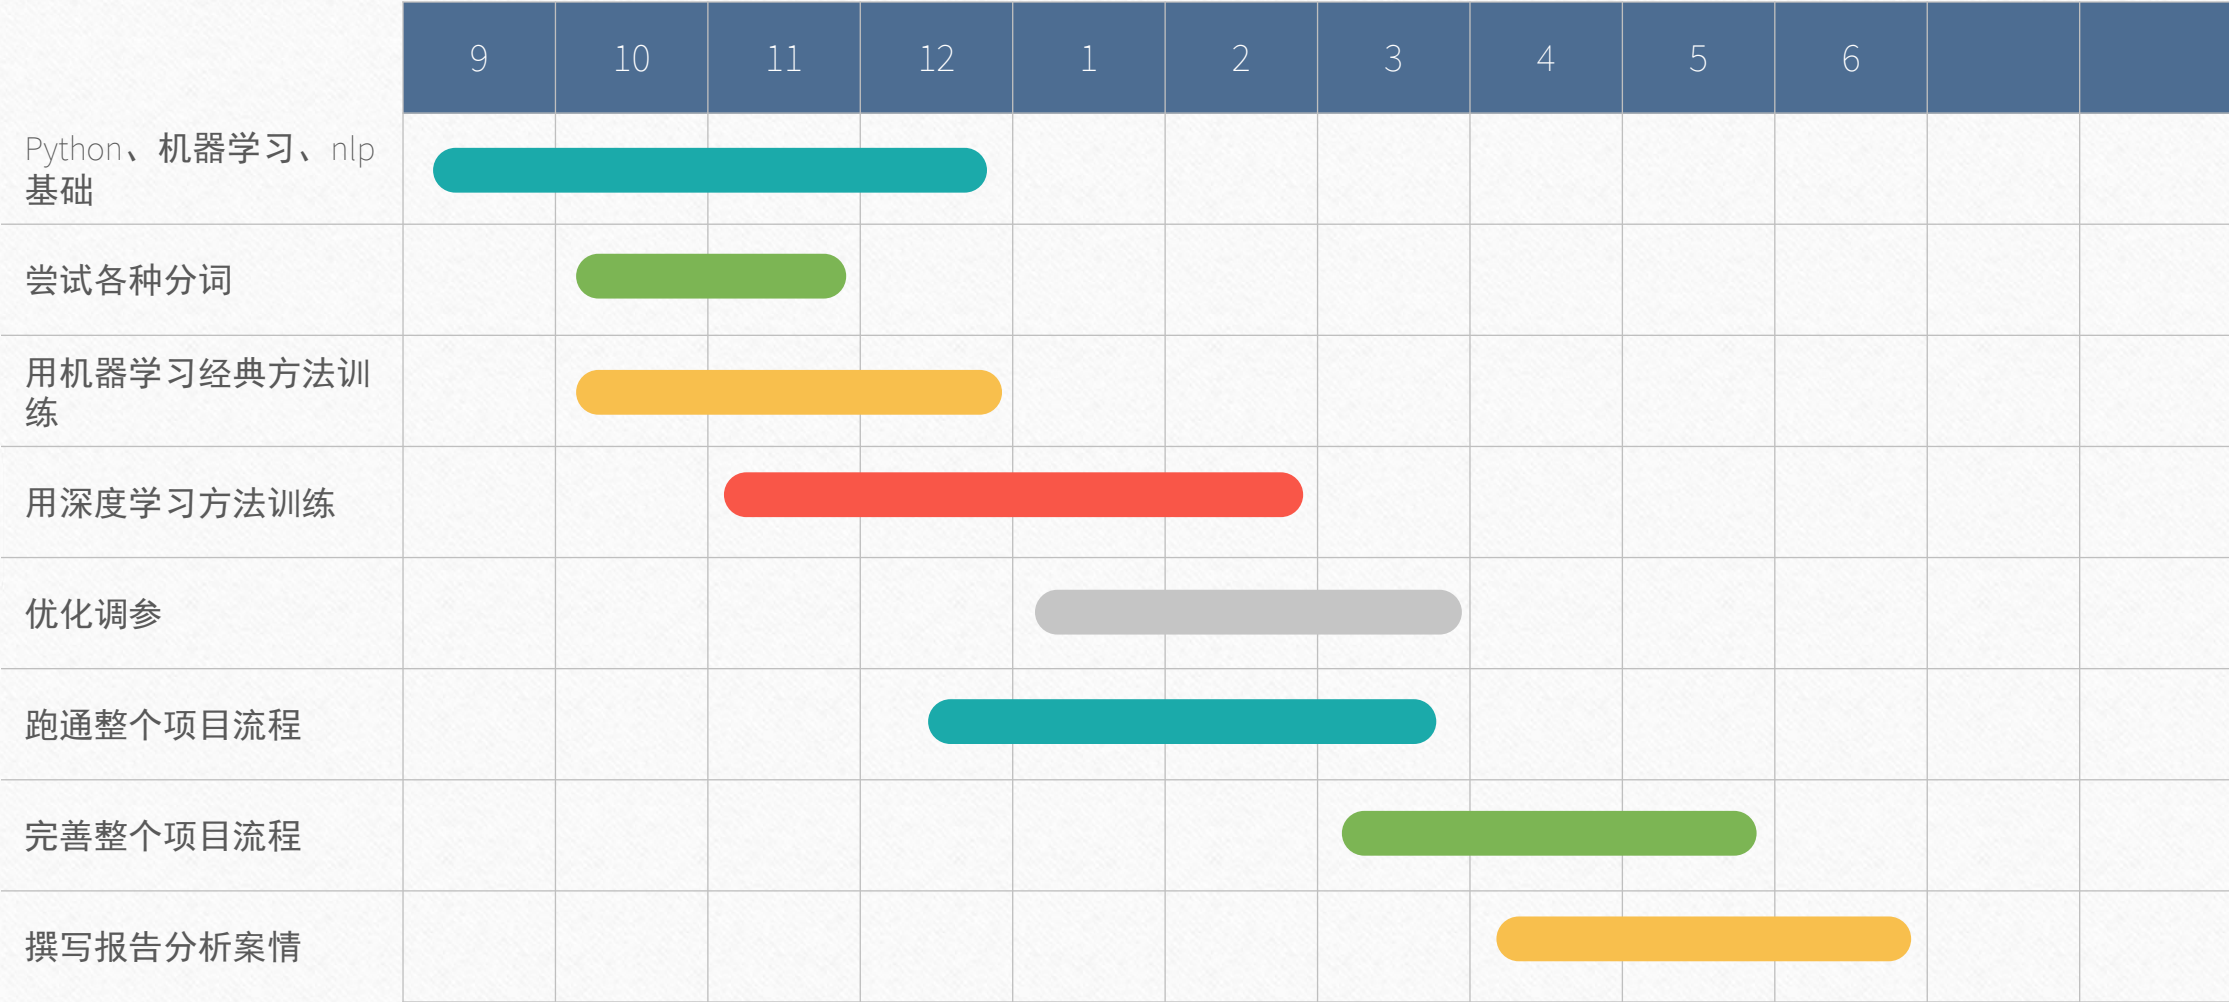 9 10 11 12 1 2 3 4 5 6
Python、机器学习、nlp
基础
尝试各种分词
用机器学习经典方法训
练
用深度学习方法训练
优化调参
跑通整个项目流程
完善整个项目流程
撰写报告分析案情